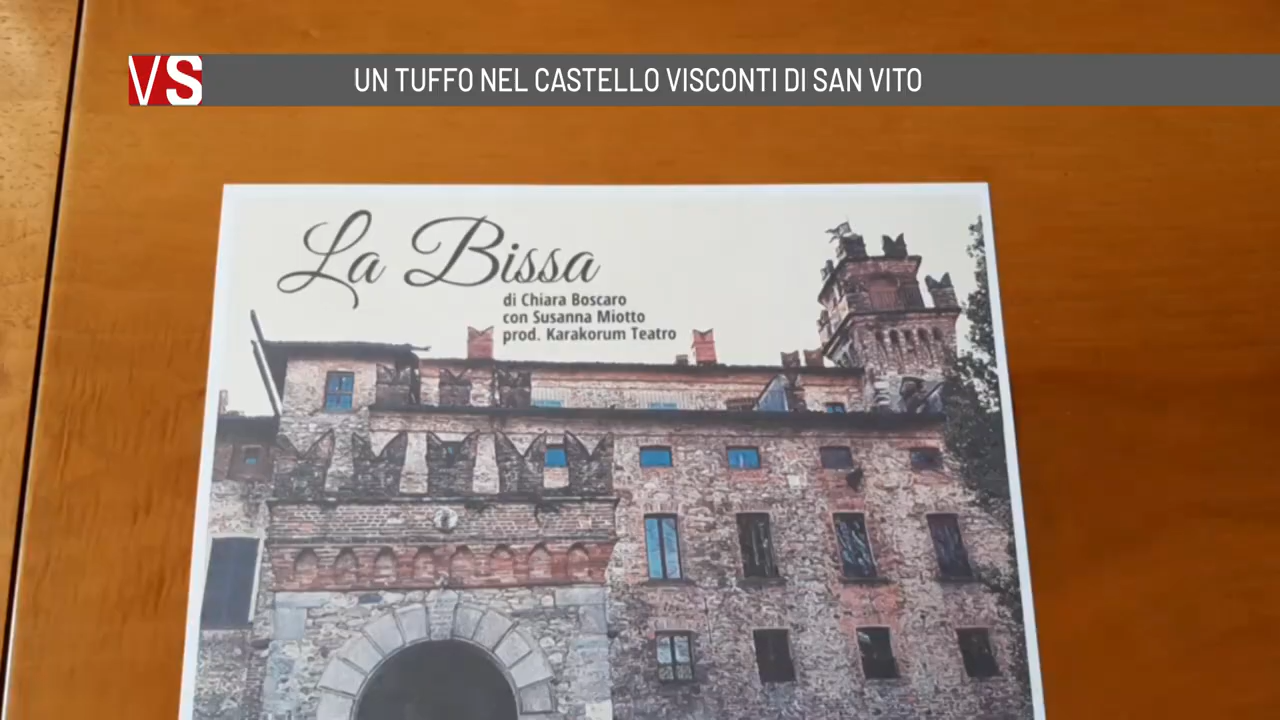 VS
UN TUFFO NEL CASTELLO VISCONTI DI SAN VITO
La Bissa
di Chiara Boscaro
con Susanna Miotto
prod. Karakorum Teatro